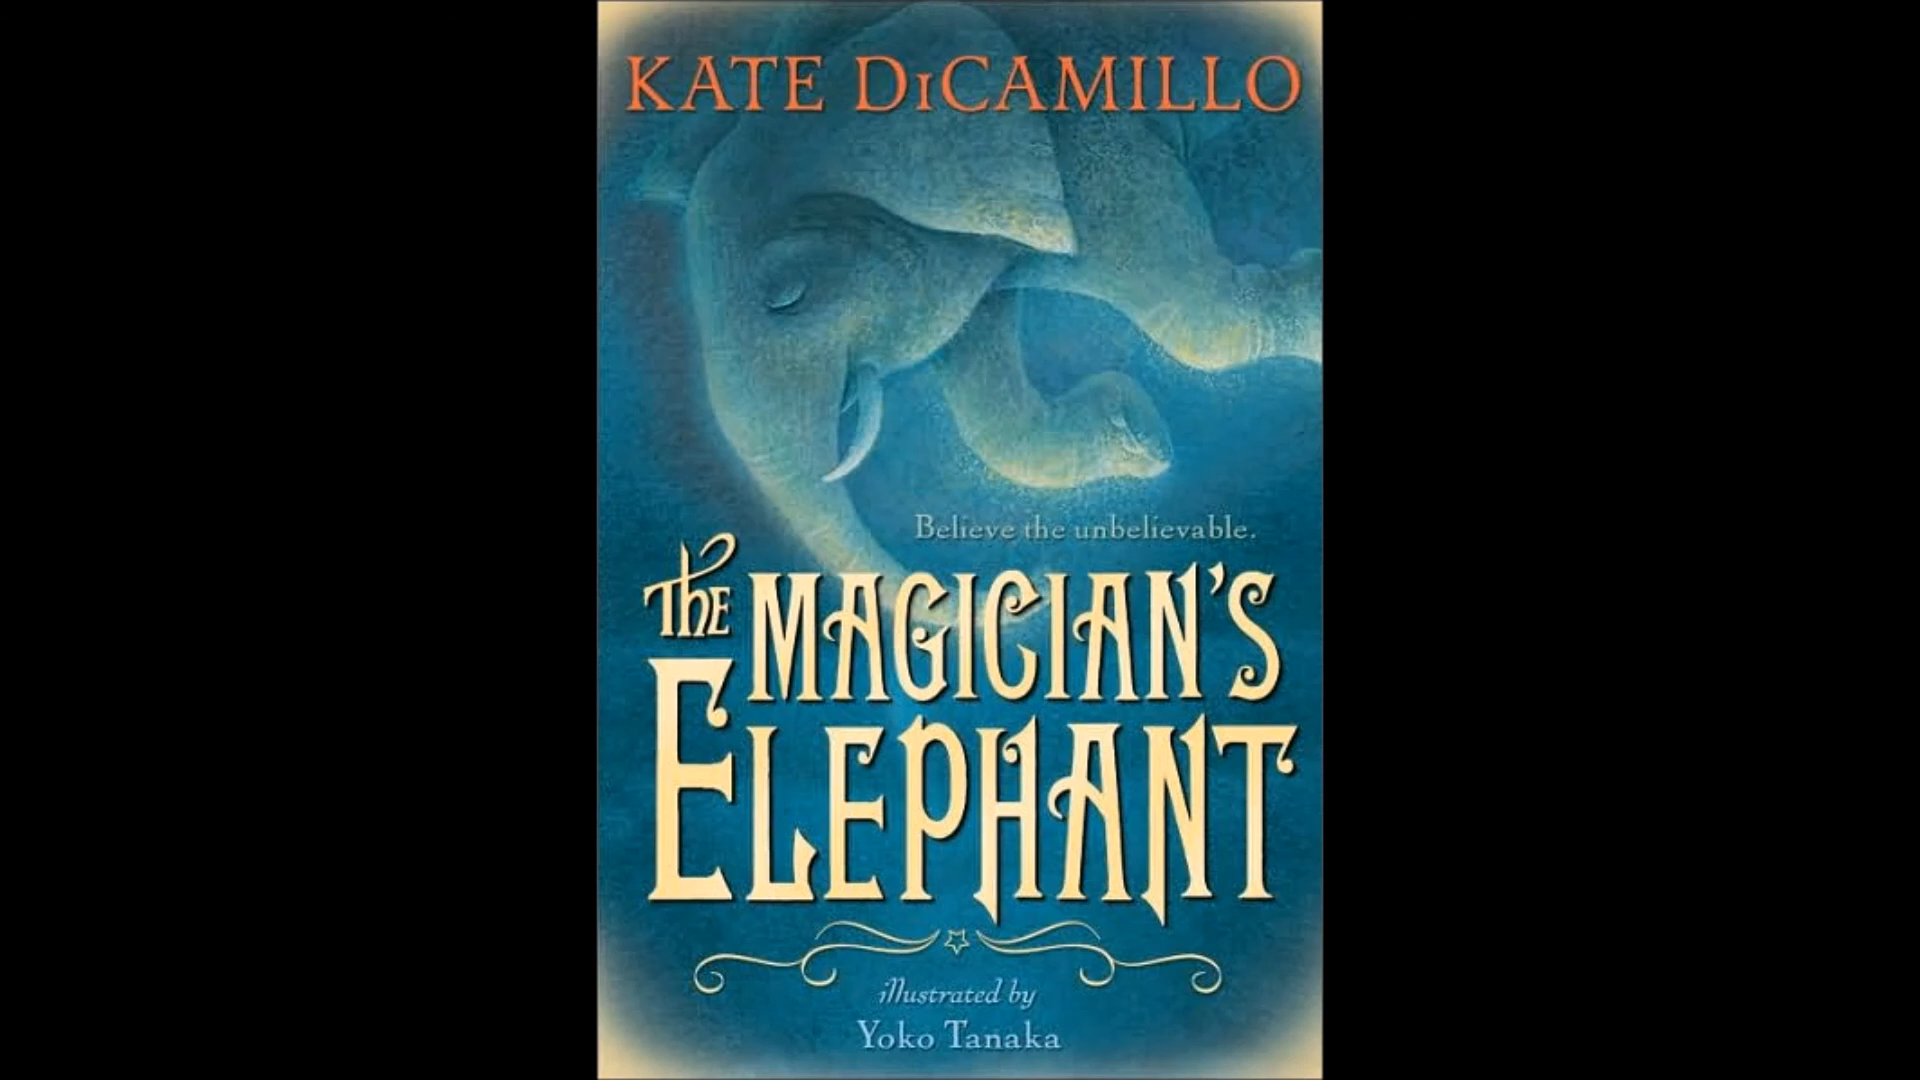 KATE DiCAMILLO
Believe the unbelievable.
The MAGICIAN'S
ELEPHANT
illustrated by
Yoko Tanaka